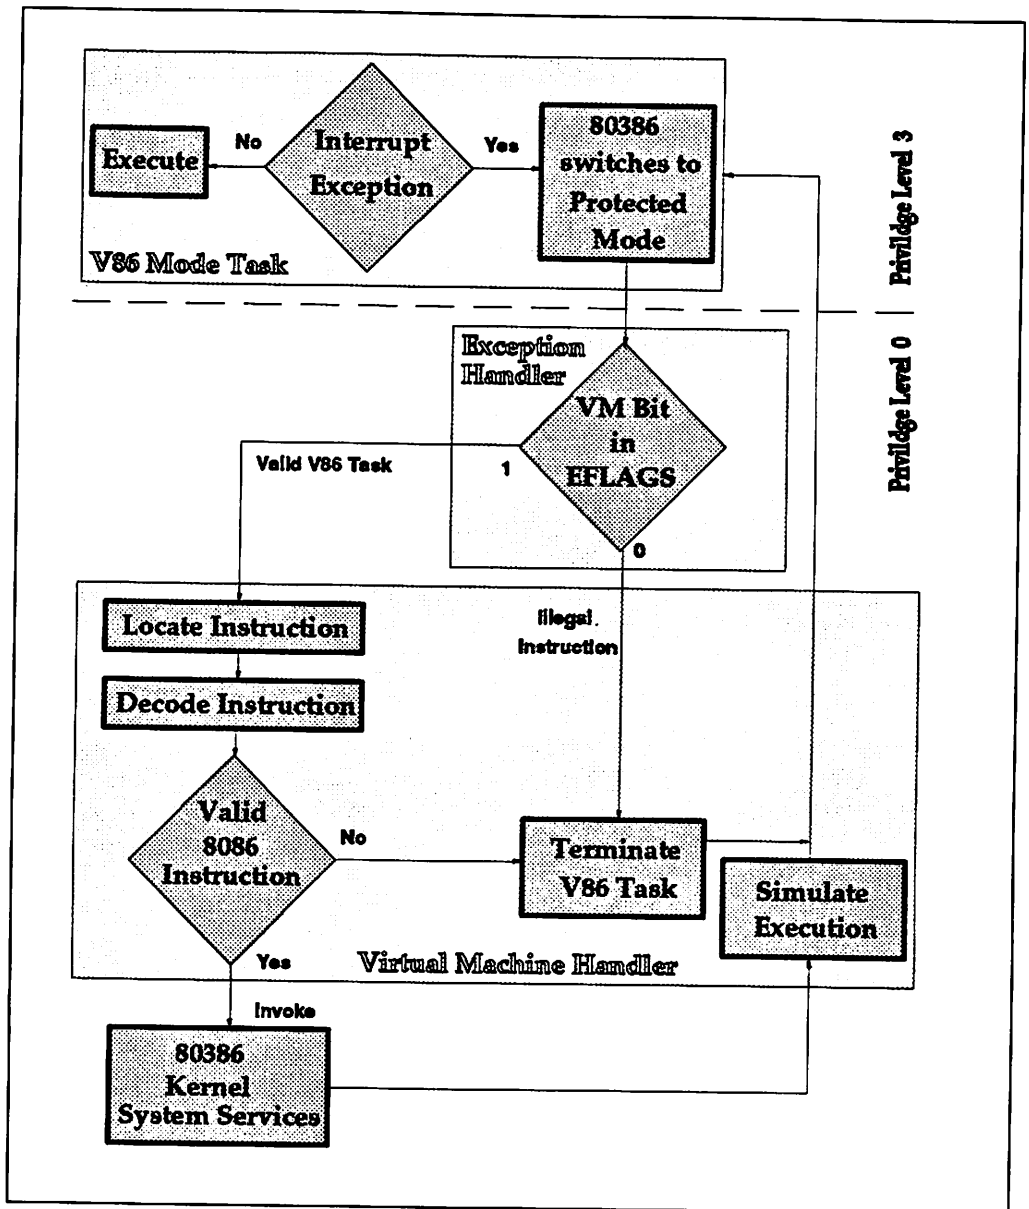 No
Interrupt
Exception
Yes
Execute
80386
switches to
Protected
Mode
V86 Mode Task
Privildge Level 3
Exception
Handler
VM Bit
in
EFLAGS
Privildge Level 0
Valid V86 Task
1
0
Illegal.
Instruction
Locate Instruction
Decode Instruction
Valid
8086
Instruction
No
Terminate
V86 Task
Simulate
Execution
Yes
Virtual Machine Handler
Invoke
80386
Kernel
System Services